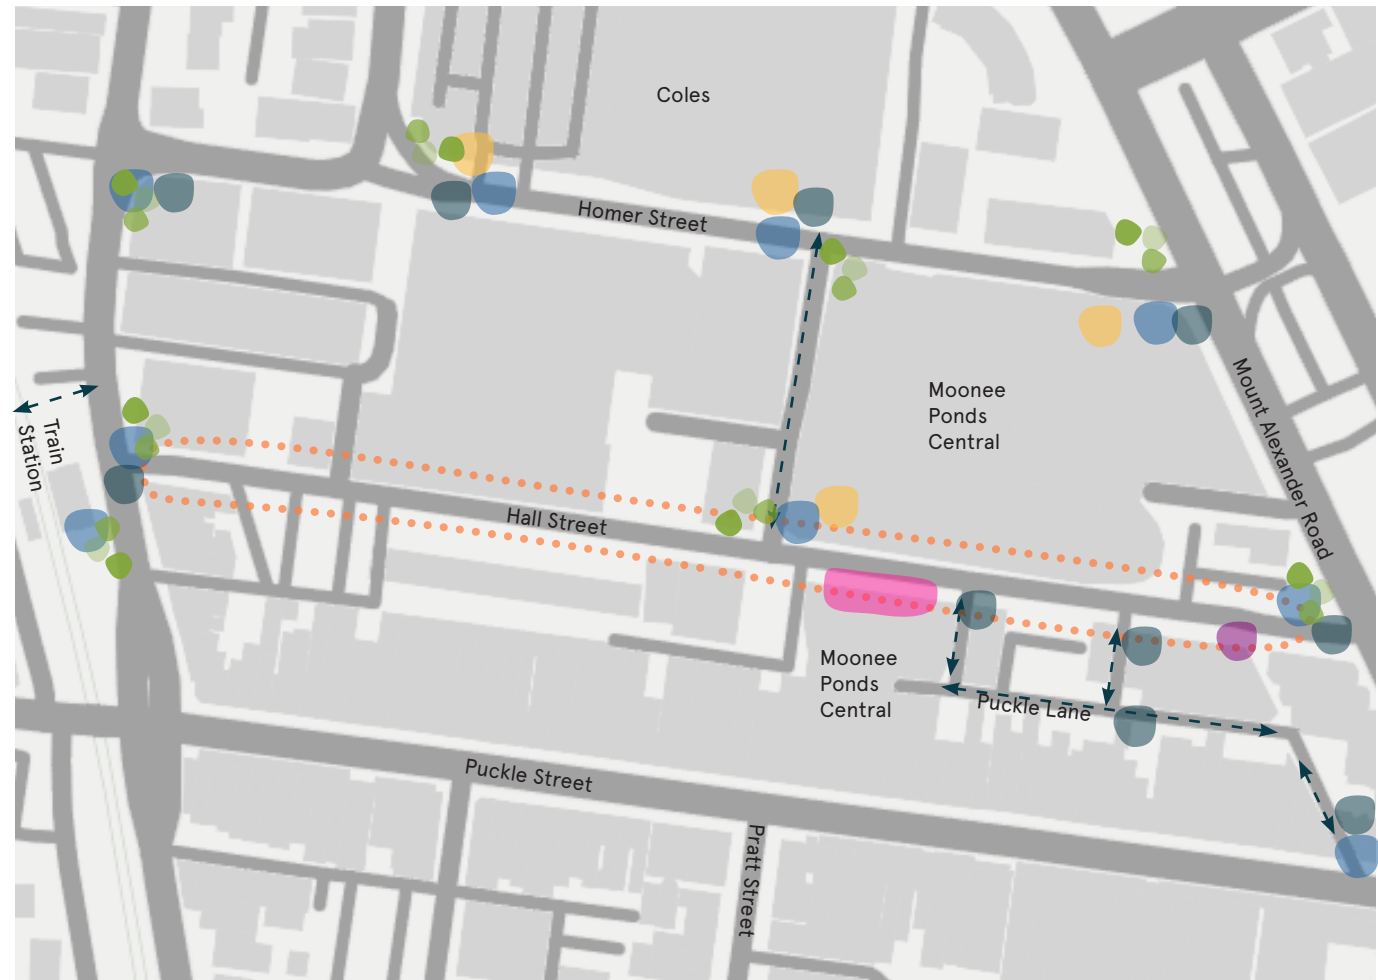 Coles
Homer Street
Moonee
Ponds
Central
Mount Alexander Road
Train
Station
Hall Street
Moonee
Ponds
Central
Puckle Lane
Puckle Street
Pratt Street